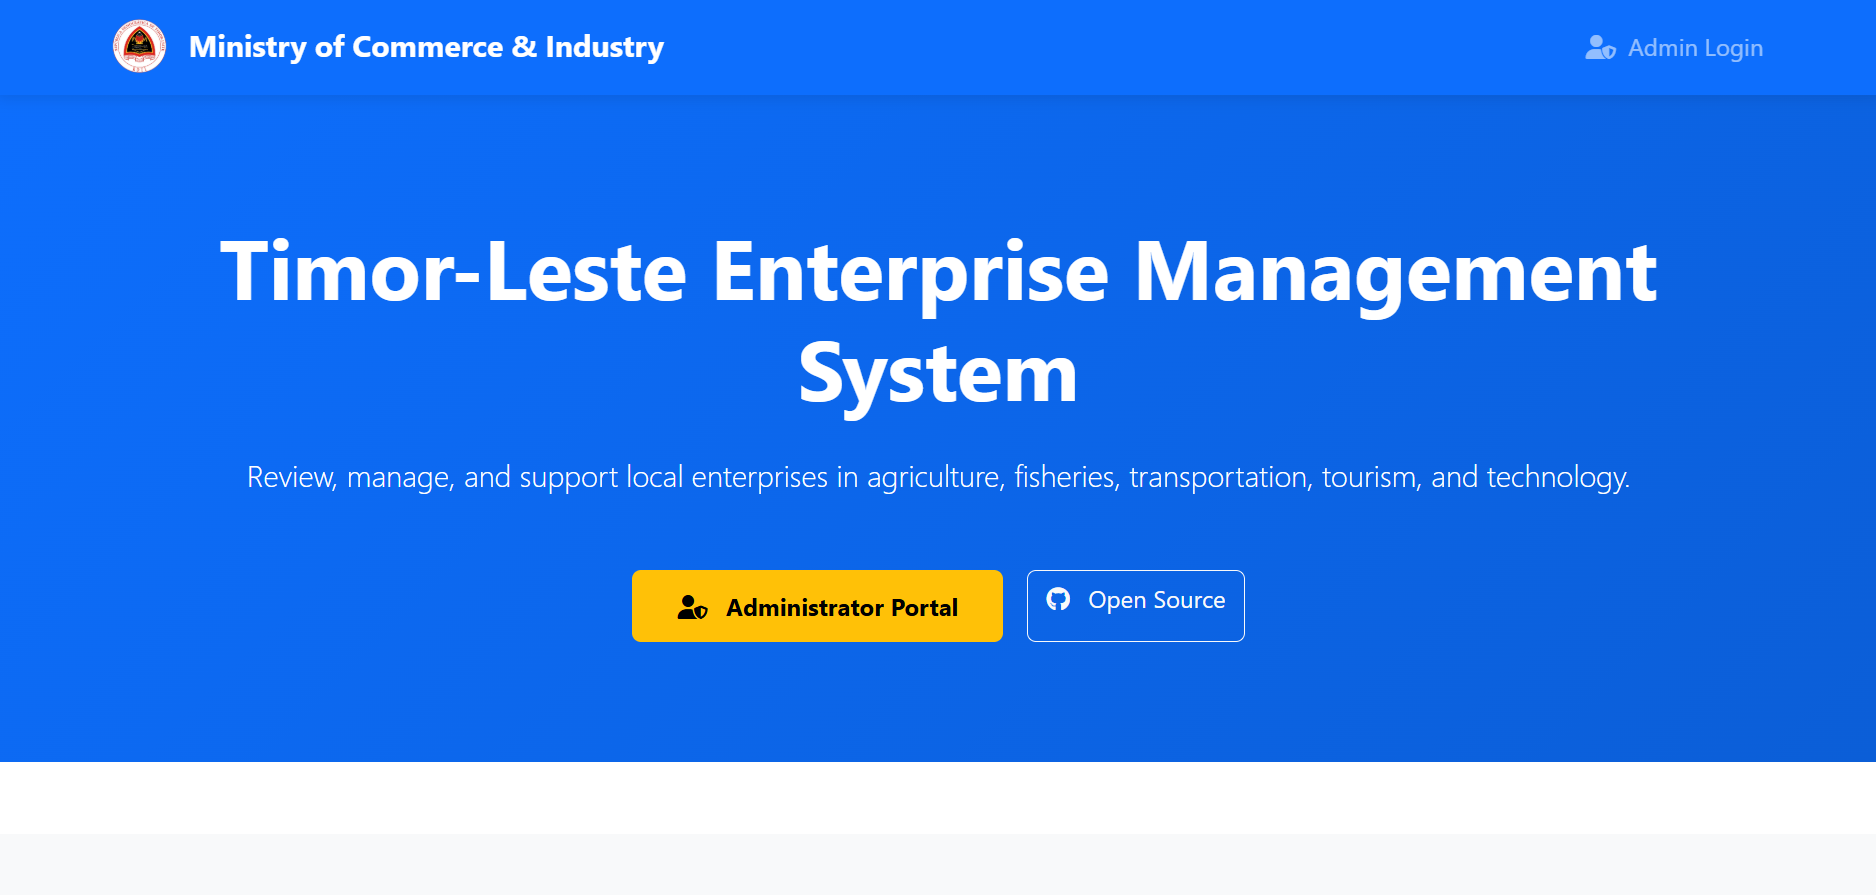 Ministry of Commerce & Industry
Admin Login
Timor-Leste Enterprise Management
System
Review, manage, and support local enterprises in agriculture, fisheries, transportation, tourism, and technology.
Administrator Portal
Open Source